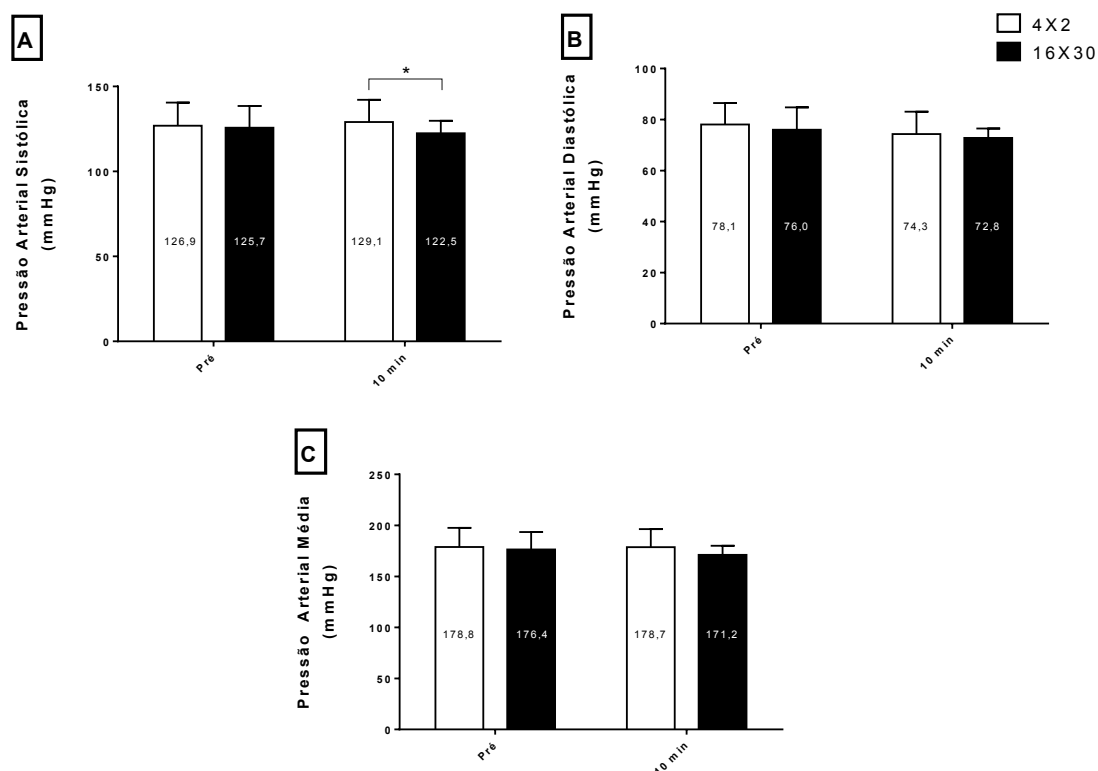 4X2
16X30
A
Pressão Arterial Sistólica
(mmHg)
150
100
50
0
*
126,9
125,7
129,1
122,5
Pré
10 min
B
Pressão Arterial Diastólica
(mmHg)
100
80
60
40
20
0
78,1
76,0
74,3
72,8
Pré
10 min
C
Pressão Arterial Média
(mmHg)
250
200
150
100
50
0
178,8
176,4
178,7
171,2
Pré
10 min